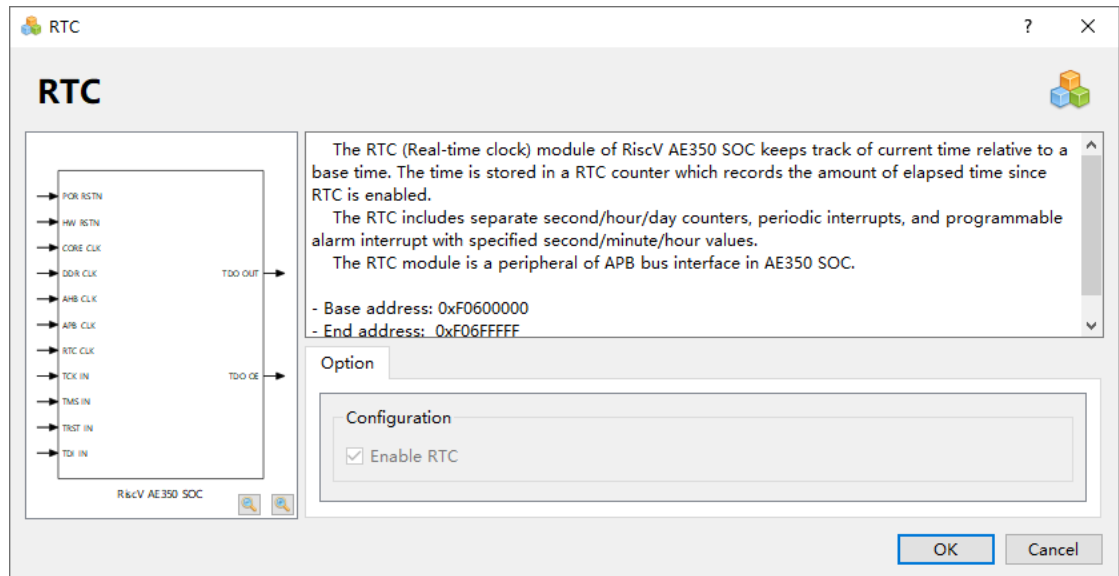 RTC
?
RTC
POR RSTN
HW RSTN
CORE CLK
DDR CLK
TDO OUT
AHB CLK
APB CLK
RTC CLK
TCK IN
TDO OE
TMS IN
TRST IN
TDI IN
RiscV AE350 SOC
The RTC (Real-time clock) module of RiscV AE350 SOC keeps track of current time relative to a
base time. The time is stored in a RTC counter which records the amount of elapsed time since
RTC is enabled.
The RTC includes separate second/hour/day counters, periodic interrupts, and programmable
alarm interrupt with specified second/minute/hour values.
The RTC module is a peripheral of APB bus interface in AE350 SOC.
- Base address: 0xF0600000
- End address:  0xF06FFFFF
Option
Configuration
Enable RTC
OK
Cancel